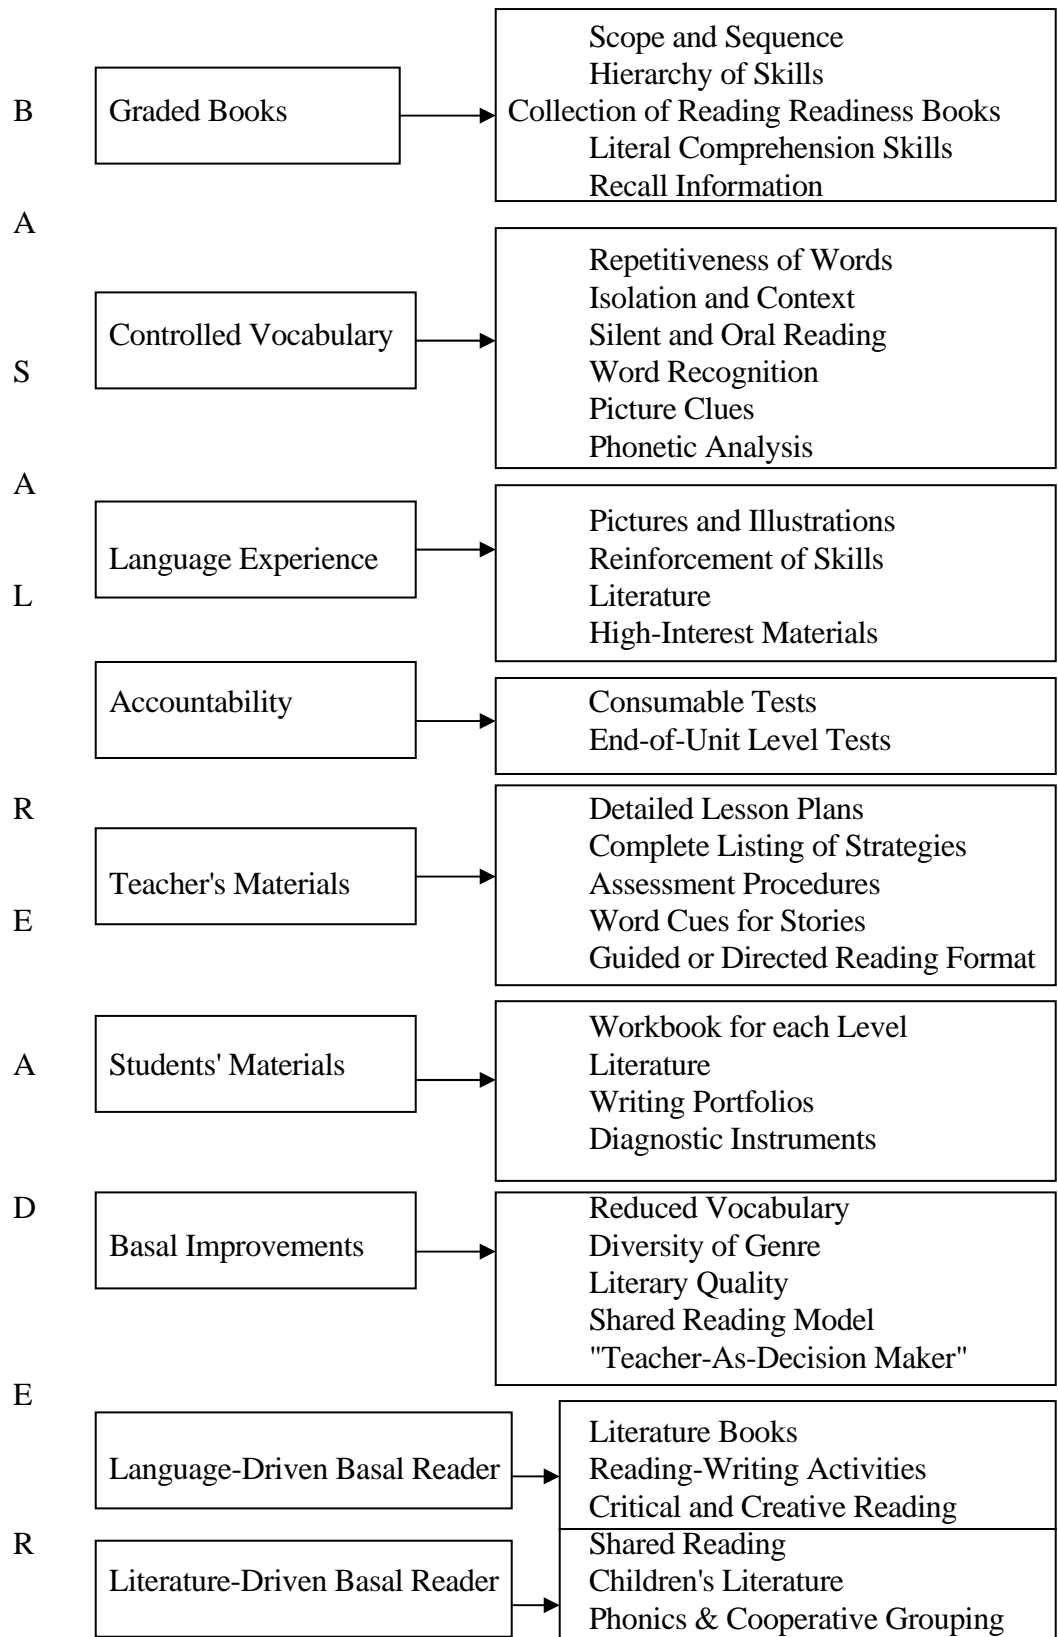 Scope and Sequence
Hierarchy of Skills
B
Graded Books
Collection of Reading Readiness Books
Literal Comprehension Skills
Recall Information
A
Repetitiveness of Words
Isolation and Context
Controlled Vocabulary
Silent and Oral Reading
S
Word Recognition
Picture Clues
Phonetic Analysis
A
Pictures and Illustrations
Language Experience
Reinforcement of Skills
L
Literature
High-Interest Materials
Accountability
Consumable Tests
End-of-Unit Level Tests
R
Detailed Lesson Plans
Complete Listing of Strategies
Teacher's Materials
Assessment Procedures
E
Word Cues for Stories
Guided or Directed Reading Format
Workbook for each Level
A
Students' Materials
Literature
Writing Portfolios
Diagnostic Instruments
D
Reduced Vocabulary
Basal Improvements
Diversity of Genre
Literary Quality
Shared Reading Model
"Teacher-As-Decision Maker"
E
Literature Books
Language-Driven Basal Reader
Reading-Writing Activities
Critical and Creative Reading
R
Shared Reading
Literature-Driven Basal Reader
Children's Literature
Phonics & Cooperative Grouping